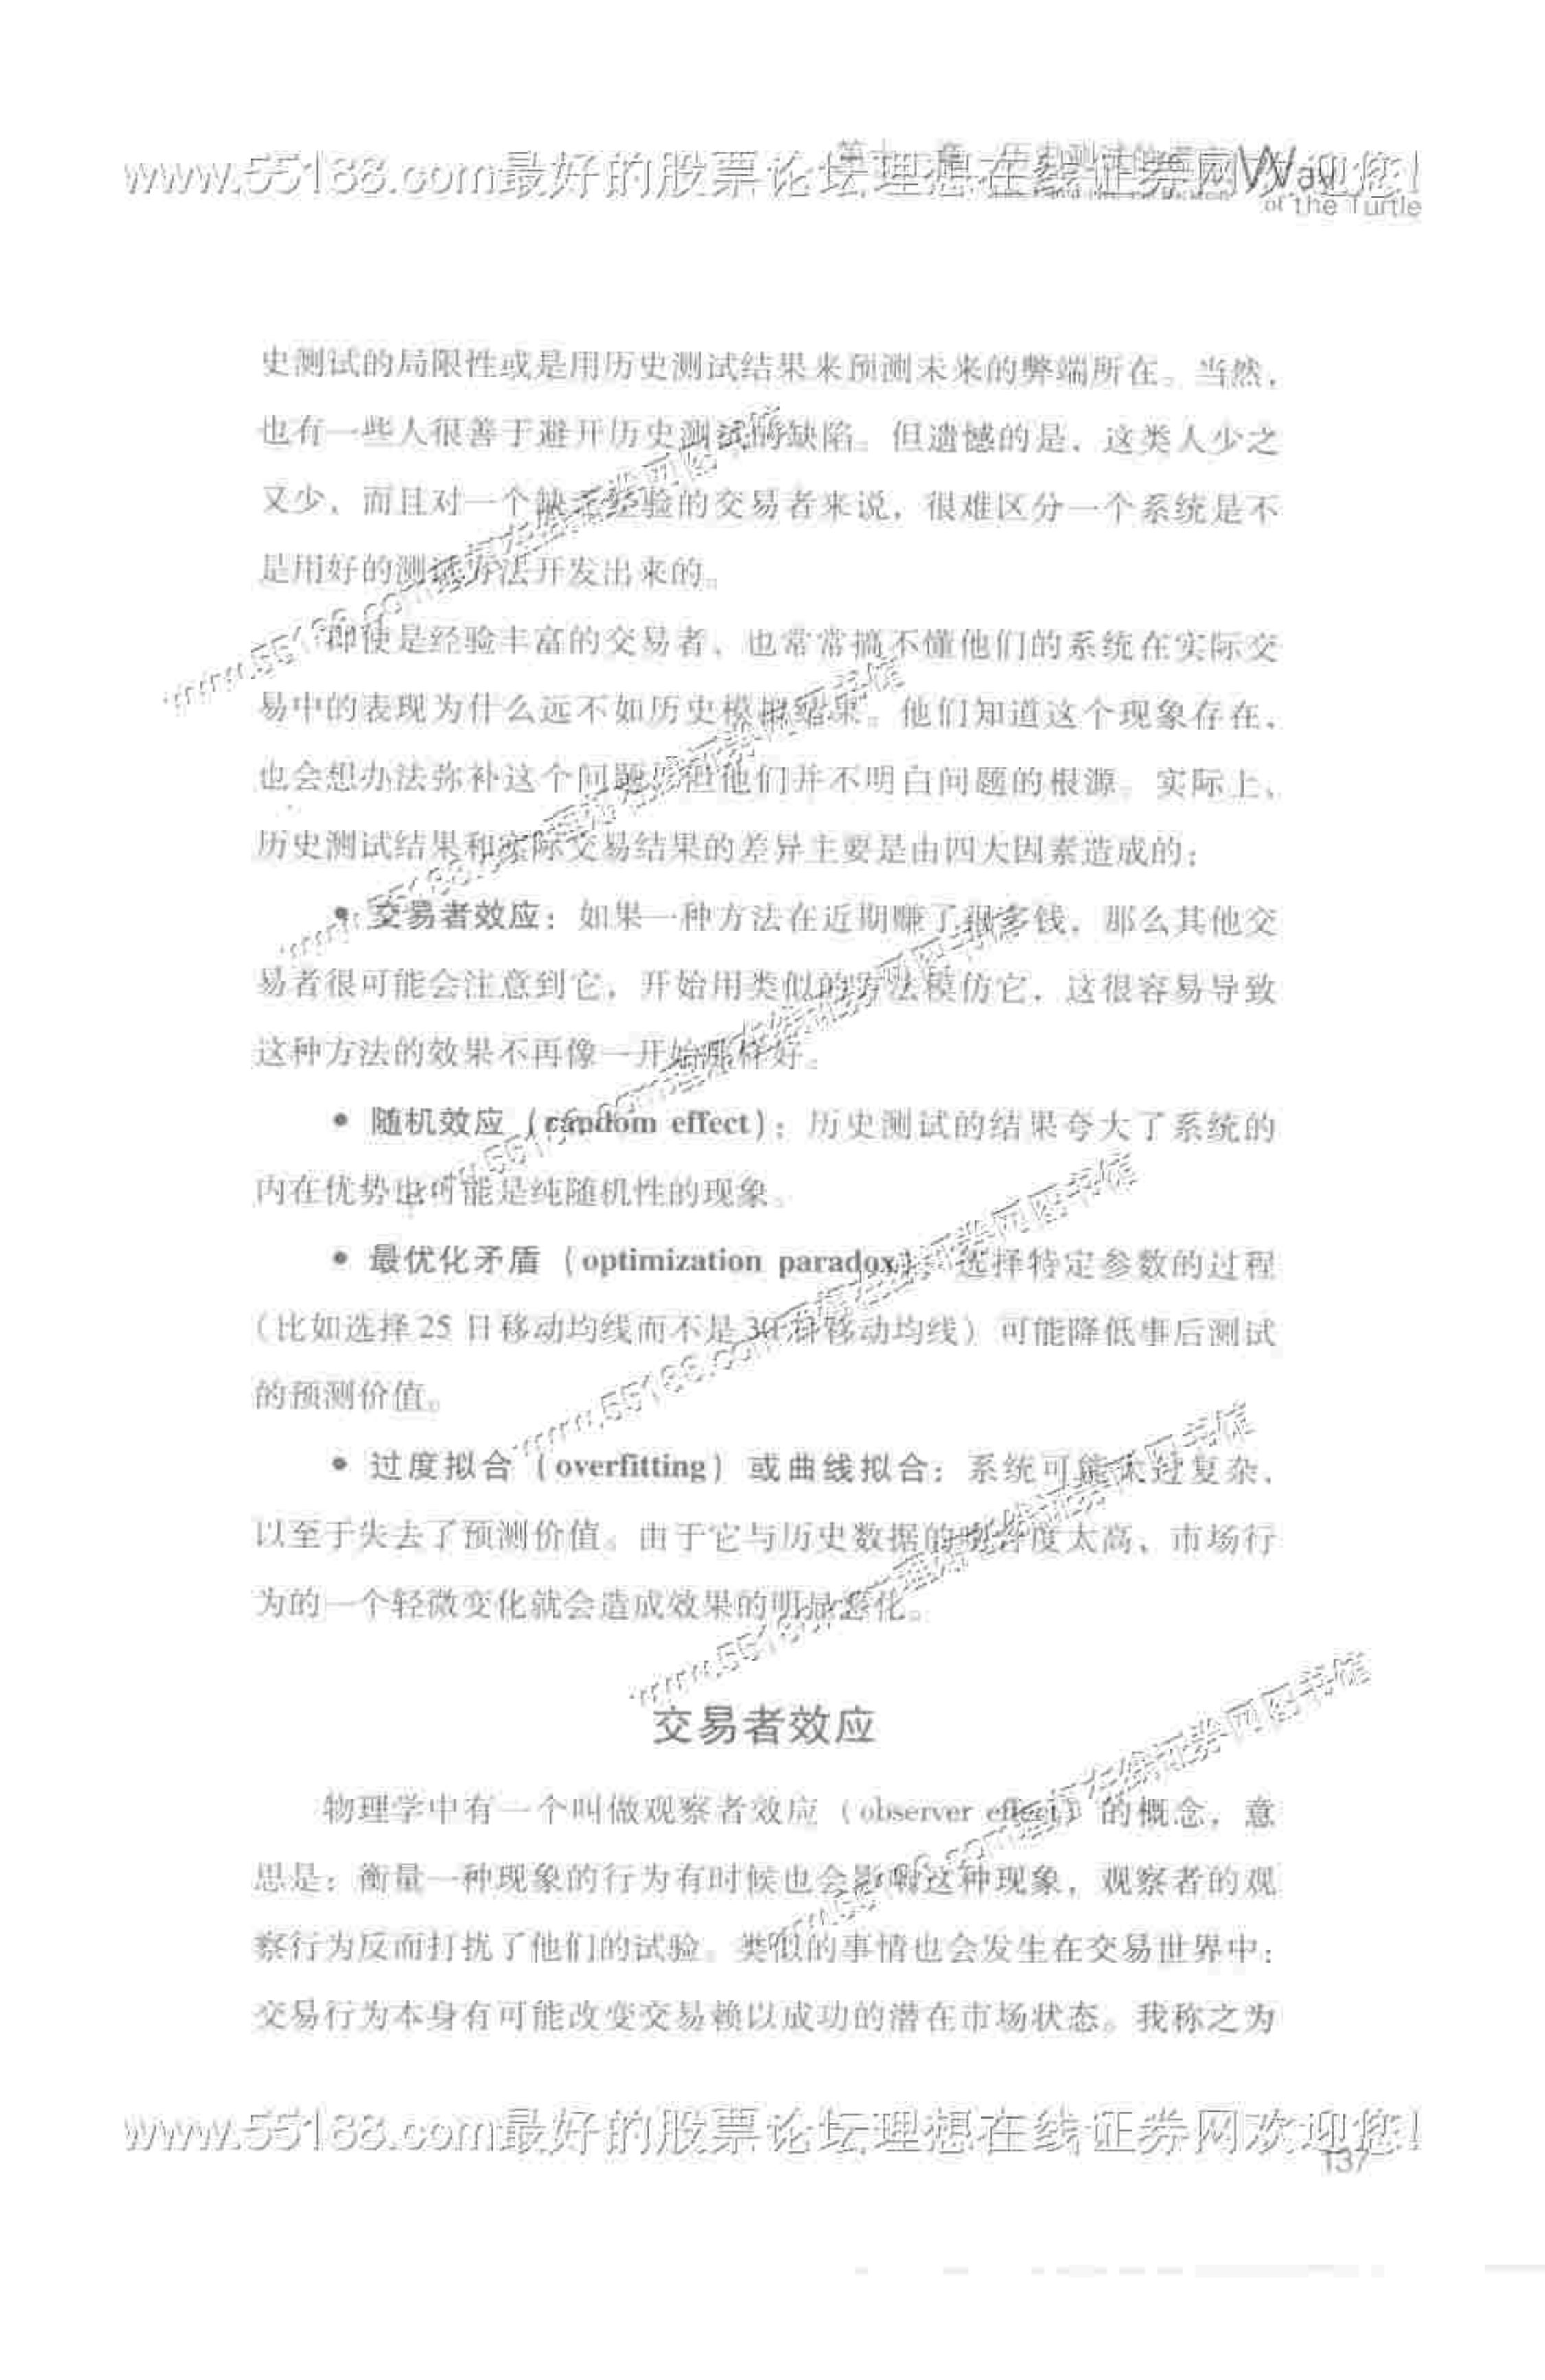 www.55188.com最好的股票论坛理想在线证券网欢迎您!
Way
of the Turtle
史测试的局限性或是用历史测试结果来预测未来的弊端所在。当然，
也有一些人很善于避开历史测试的缺陷。但遗憾的是，这类人少之
又少，而且对一个缺乏经验的交易者来说，很难区分一个系统是不
是用好的测试办法开发出来的。
即使是经验丰富的交易者，也常常搞不懂他们的系统在实际交
易中的表现为什么远不如历史模拟结果。他们知道这个现象存在，
也会想办法弥补这个问题，但他们并不明白问题的根源。实际上，
历史测试结果和实际交易结果的差异主要是由四大因素造成的：
• 交易者效应：如果一种方法在近期赚了很多钱，那么其他交
易者很可能会注意到它，开始用类似的方法模仿它，这很容易导致
这种方法的效果不再像一开始那样好。
• 随机效应（random effect）：历史测试的结果夸大了系统的
内在优势也可能是纯随机性的现象。
• 最优化矛盾（optimization paradox）：选择特定参数的过程
（比如选择25日移动均线而不是30日移动均线）可能降低事后测试
的预测价值。
• 过度拟合（overfitting）或曲线拟合：系统可能太过复杂，
以至于失去了预测价值。由于它与历史数据的吻合度太高，市场行
为的一个轻微变化就会造成效果的明显恶化。
交易者效应
物理学中有一个叫做观察者效应（observer effect）的概念，意
思是：衡量一种现象的行为有时候也会影响这种现象，观察者的观
察行为反而打扰了他们的试验。类似的事情也会发生在交易世界中：
交易行为本身有可能改变交易赖以成功的潜在市场状态。我称之为
www.55188.com最好的股票论坛理想在线证券网欢迎您!
137